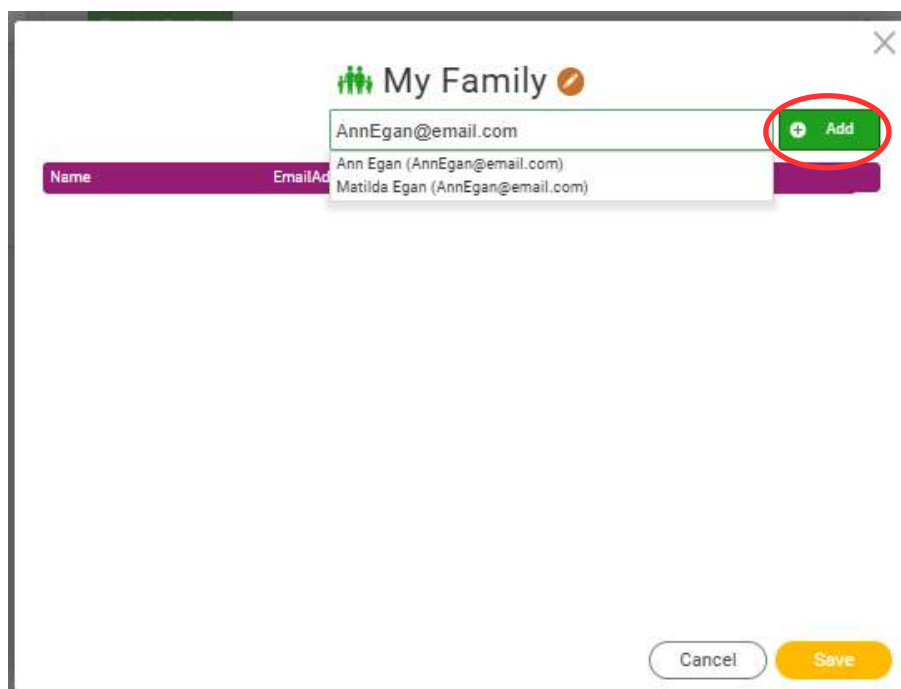 My Family
AnnEgan@email.com
Add
Ann Egan (AnnEgan@email.com)
Matilda Egan (AnnEgan@email.com)
Name
Cancel
Save